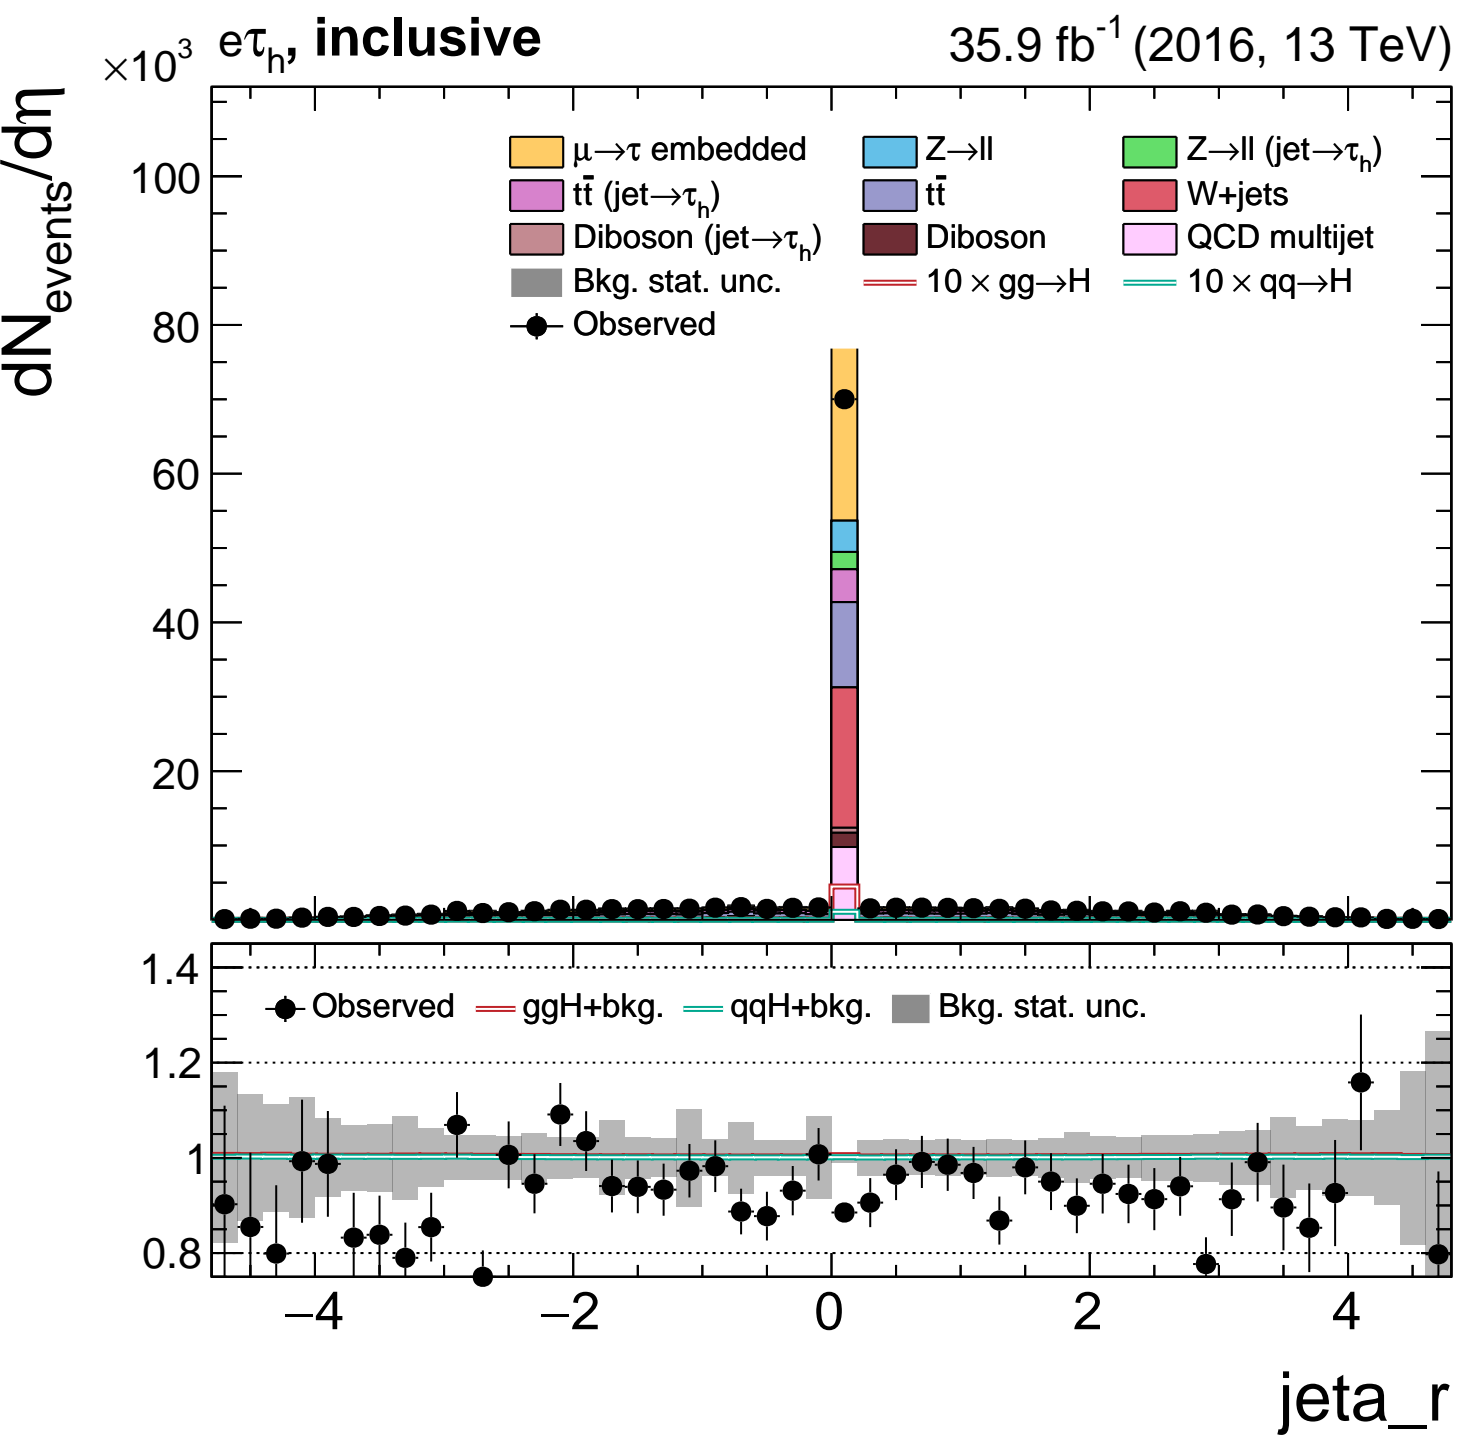 ×10³ eτₕ, inclusive 35.9 fb⁻¹ (2016, 13 TeV)
dN_events/dη
μ→τ embedded Z→ll Z→ll (jet→τₕ)
tt̄ (jet→τₕ) tt̄ W+jets
Diboson (jet→τₕ) Diboson QCD multijet
Bkg. stat. unc. 10 × gg→H 10 × qq→H
Observed
100
80
60
40
20
1.4
Observed ggH+bkg. qqH+bkg. Bkg. stat. unc.
1.2
1
0.8
−4 −2 0 2 4
jeta_r